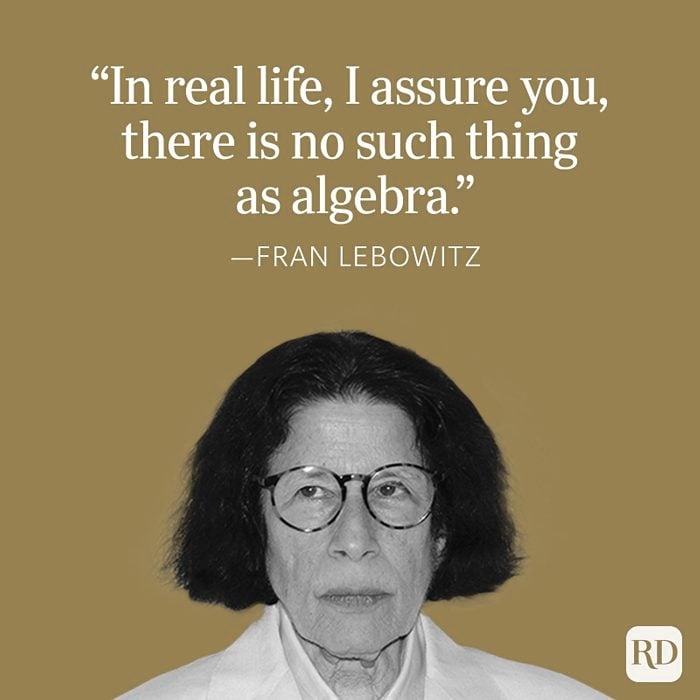 “In real life, I assure you,
there is no such thing
as algebra.”
—FRAN LEBOWITZ
RD